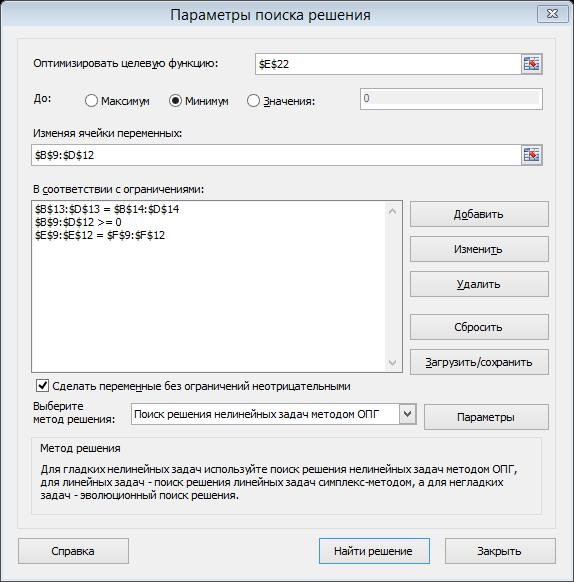 Параметры поиска решения
Оптимизировать целевую функцию: $E$22
До: Максимум Минимум Значения: 0
Изменяя ячейки переменных:
$B$9:$D$12
В соответствии с ограничениями:
$B$13:$D$13 = $B$14:$D$14
$B$9:$D$12 >= 0
$E$9:$E$12 = $F$9:$F$12
Добавить
Изменить
Удалить
Сбросить
Загрузить/сохранить
Сделать переменные без ограничений неотрицательными
Выберите
метод решения: Поиск решения нелинейных задач методом ОПГ Параметры
Метод решения
Для гладких нелинейных задач используйте поиск решения нелинейных задач методом ОПГ,
для линейных задач - поиск решения линейных задач симплекс-методом, а для негладких
задач - эволюционный поиск решения.
Справка Найти решение Закрыть